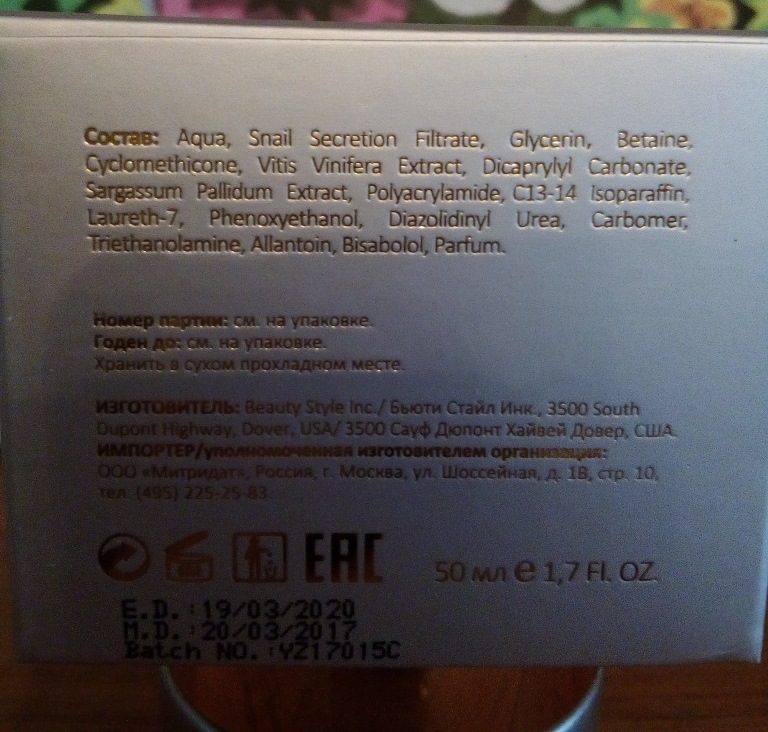 Состав: Aqua, Snail Secretion Filtrate, Glycerin, Betaine,
Cyclomethicone, Vitis Vinifera Extract, Dicaprylyl Carbonate,
Sargassum Pallidum Extract, Polyacrylamide, C13-14 Isoparaffin,
Laureth-7, Phenoxyethanol, Diazolidinyl Urea, Carbomer,
Triethanolamine, Allantoin, Bisabolol, Parfum.
Номер партии: см. на упаковке.
Годен до: см. на упаковке.
Хранить в сухом прохладном месте.
ИЗГОТОВИТЕЛЬ: Beauty Style Inc./ Бьюти Стайл Инк., 3500 South
Dupont Highway, Dover, USA/ 3500 Сауф Дюпонт Хайвей Довер, США.
ИМПОРТЕР/уполномоченная изготовителем организация:
ООО «Митридат», Россия, г. Москва, ул. Шоссейная, д. 1В, стр. 10,
тел. (495) 225-25-83.
EAC 50 мл e 1,7 Fl. OZ.
E.D. :19/03/2020
M.D. :20/03/2017
Batch NO. :YZ17015C